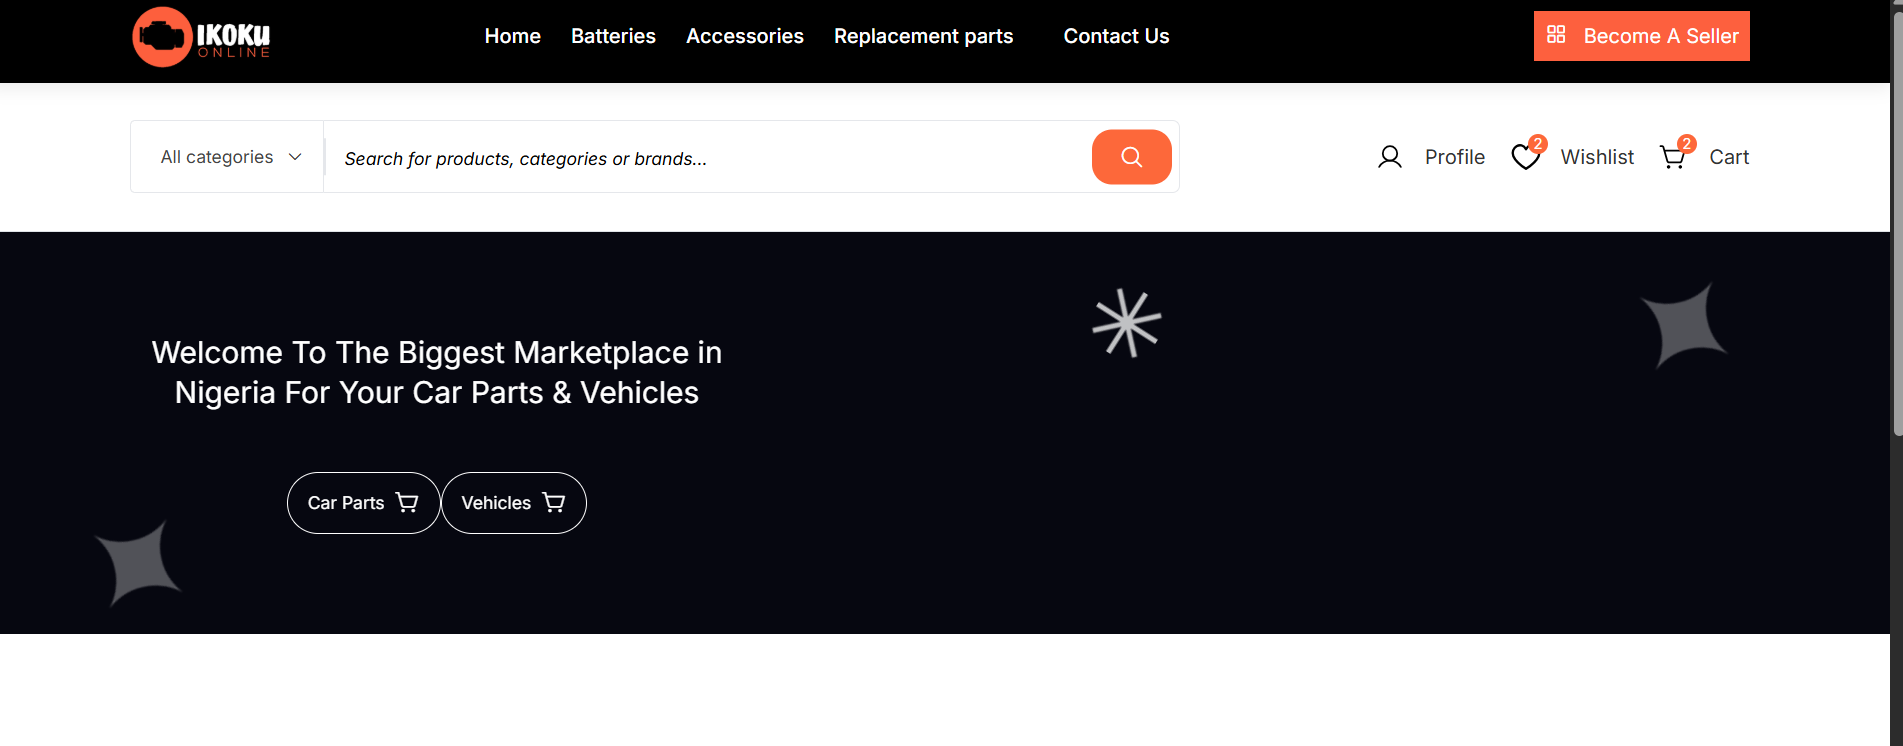 IKOKU
ONLINE
Home
Batteries
Accessories
Replacement parts
Contact Us
Become A Seller
All categories
Search for products, categories or brands...
Profile
2
Wishlist
2
Cart
Welcome To The Biggest Marketplace in
Nigeria For Your Car Parts & Vehicles
Car Parts
Vehicles